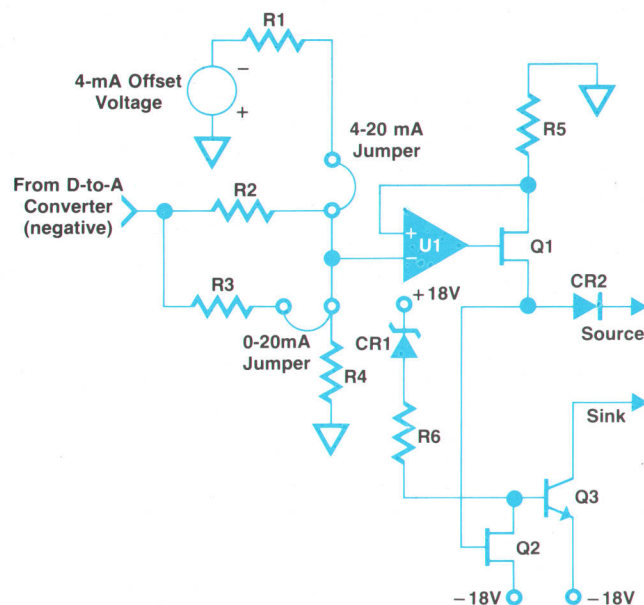 R1
4-mA Offset
Voltage
−
+
4-20 mA
Jumper
R5
From D-to-A
Converter
(negative)
R2
+
−
U1
Q1
R3
+18V
CR2
Source
0-20mA
Jumper
CR1
R4
Sink
R6
Q3
Q2
−18V
−18V